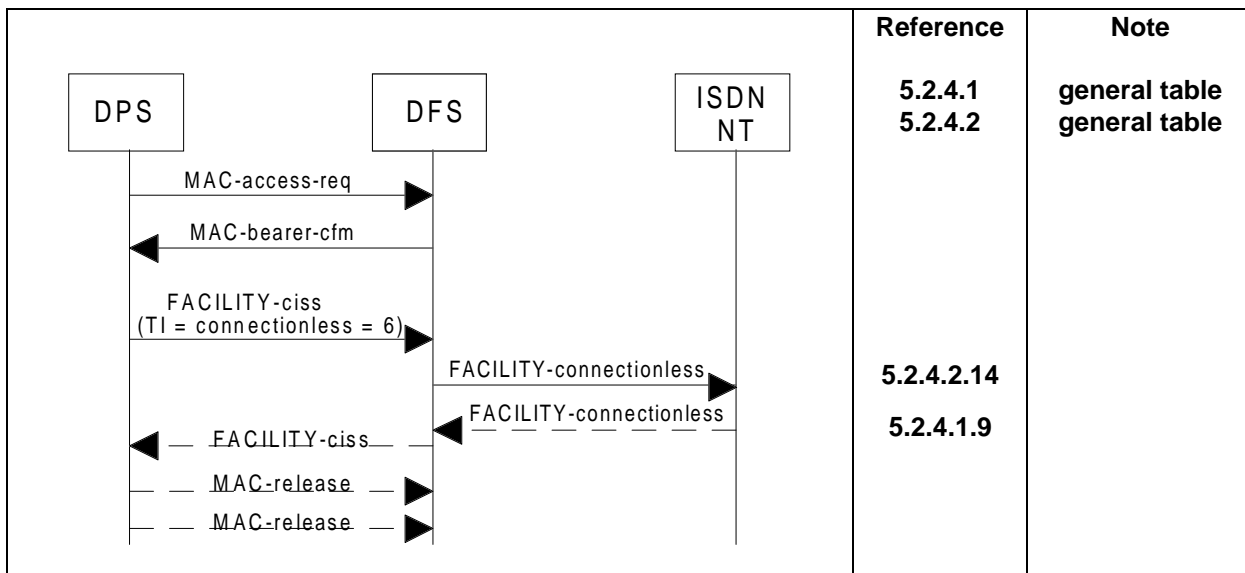 Reference Note
DPS DFS ISDN NT
5.2.4.1 general table
5.2.4.2 general table
MAC-access-req
MAC-bearer-cfm
FACILITY-ciss
(TI = connectionless = 6)
FACILITY-connectionless
5.2.4.2.14
FACILITY-connectionless
5.2.4.1.9
FACILITY-ciss
MAC-release
MAC-release